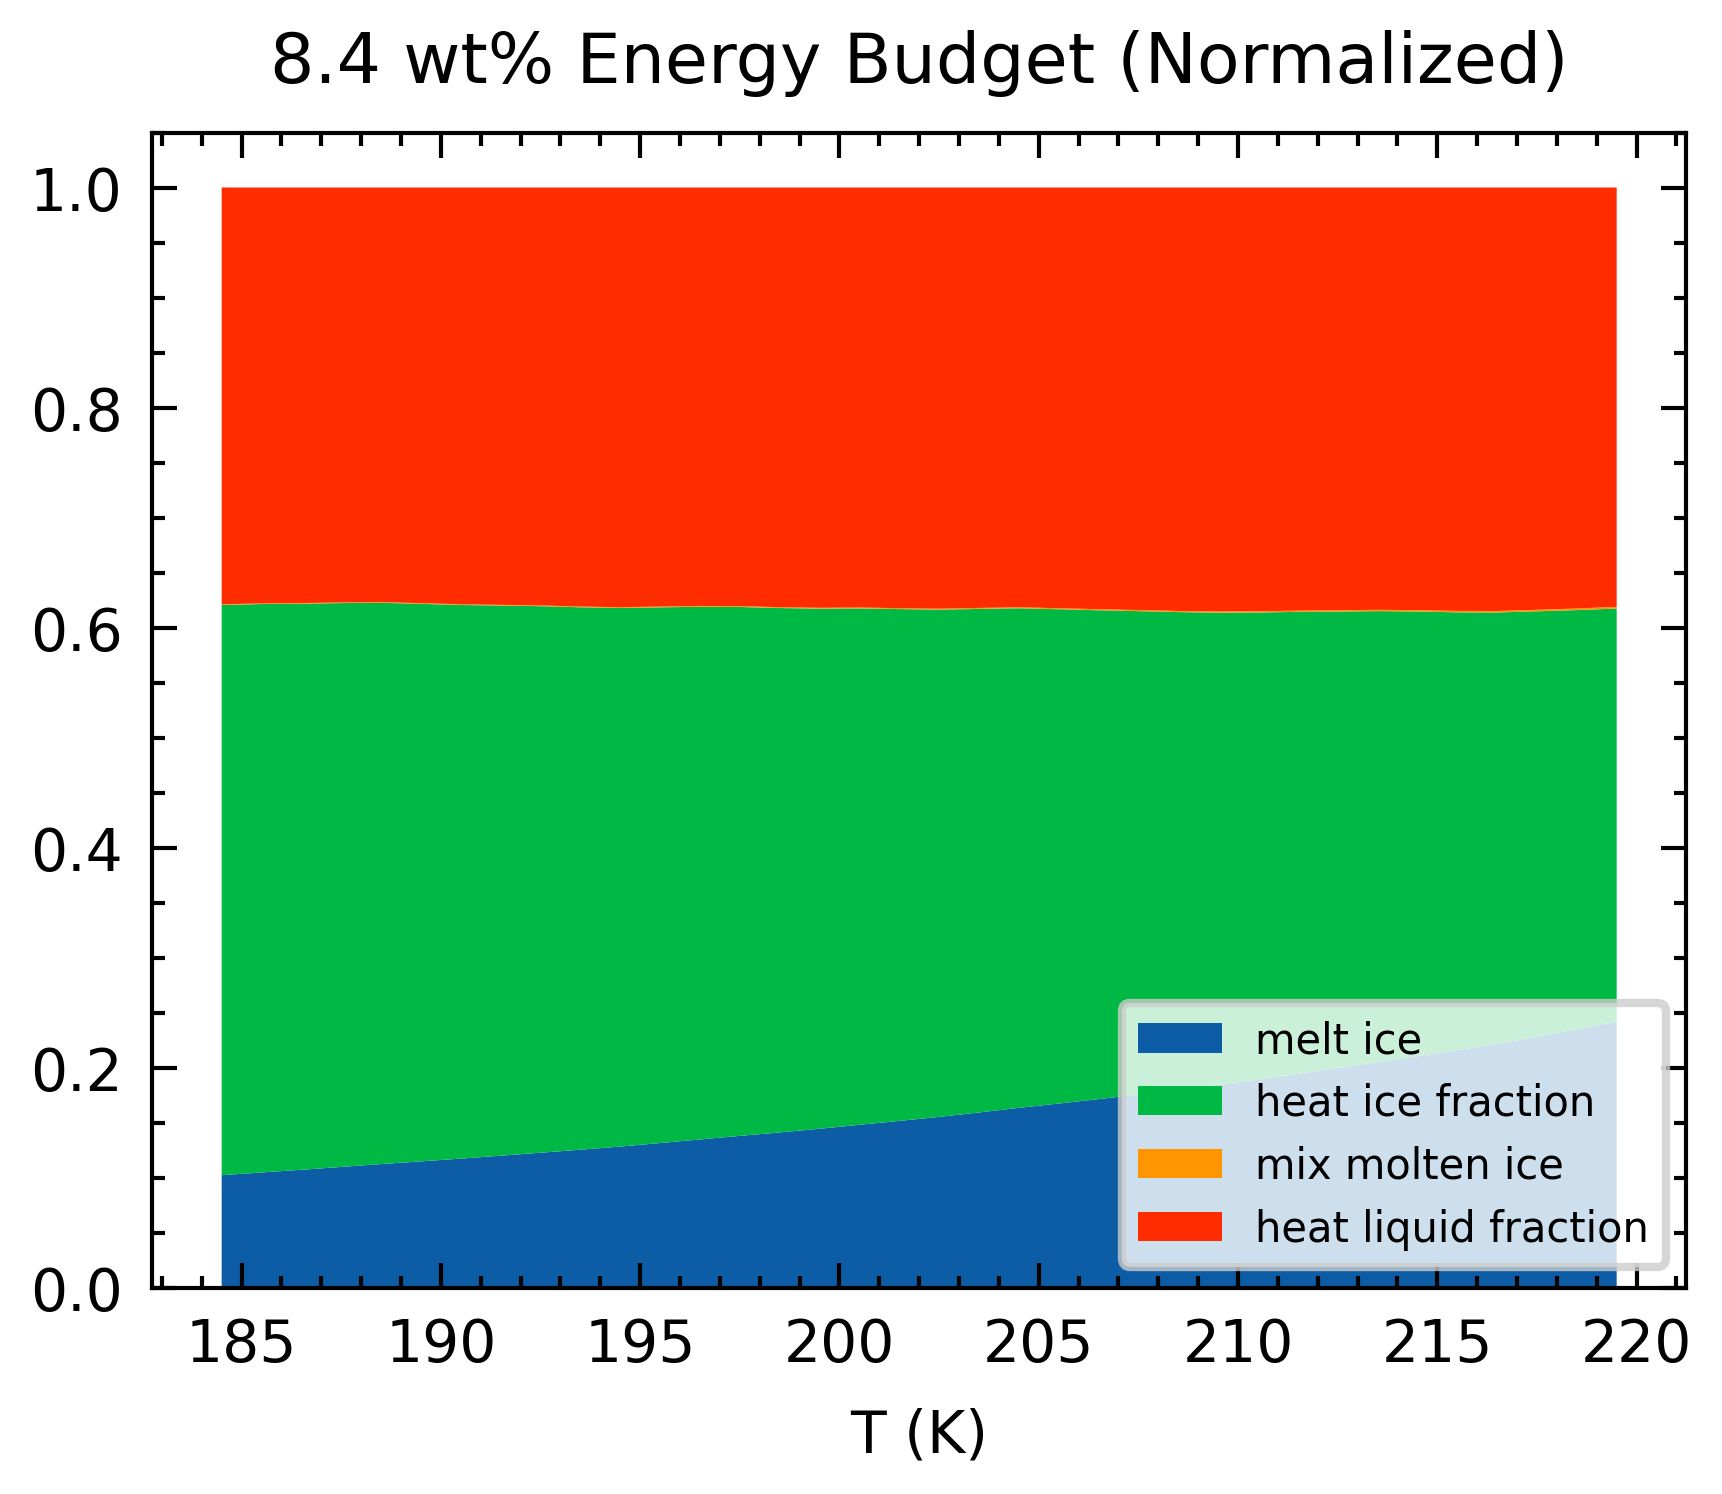 8.4 wt% Energy Budget (Normalized)
1.0
0.8
0.6
0.4
0.2
0.0
melt ice
heat ice fraction
mix molten ice
heat liquid fraction
185 190 195 200 205 210 215 220
T (K)